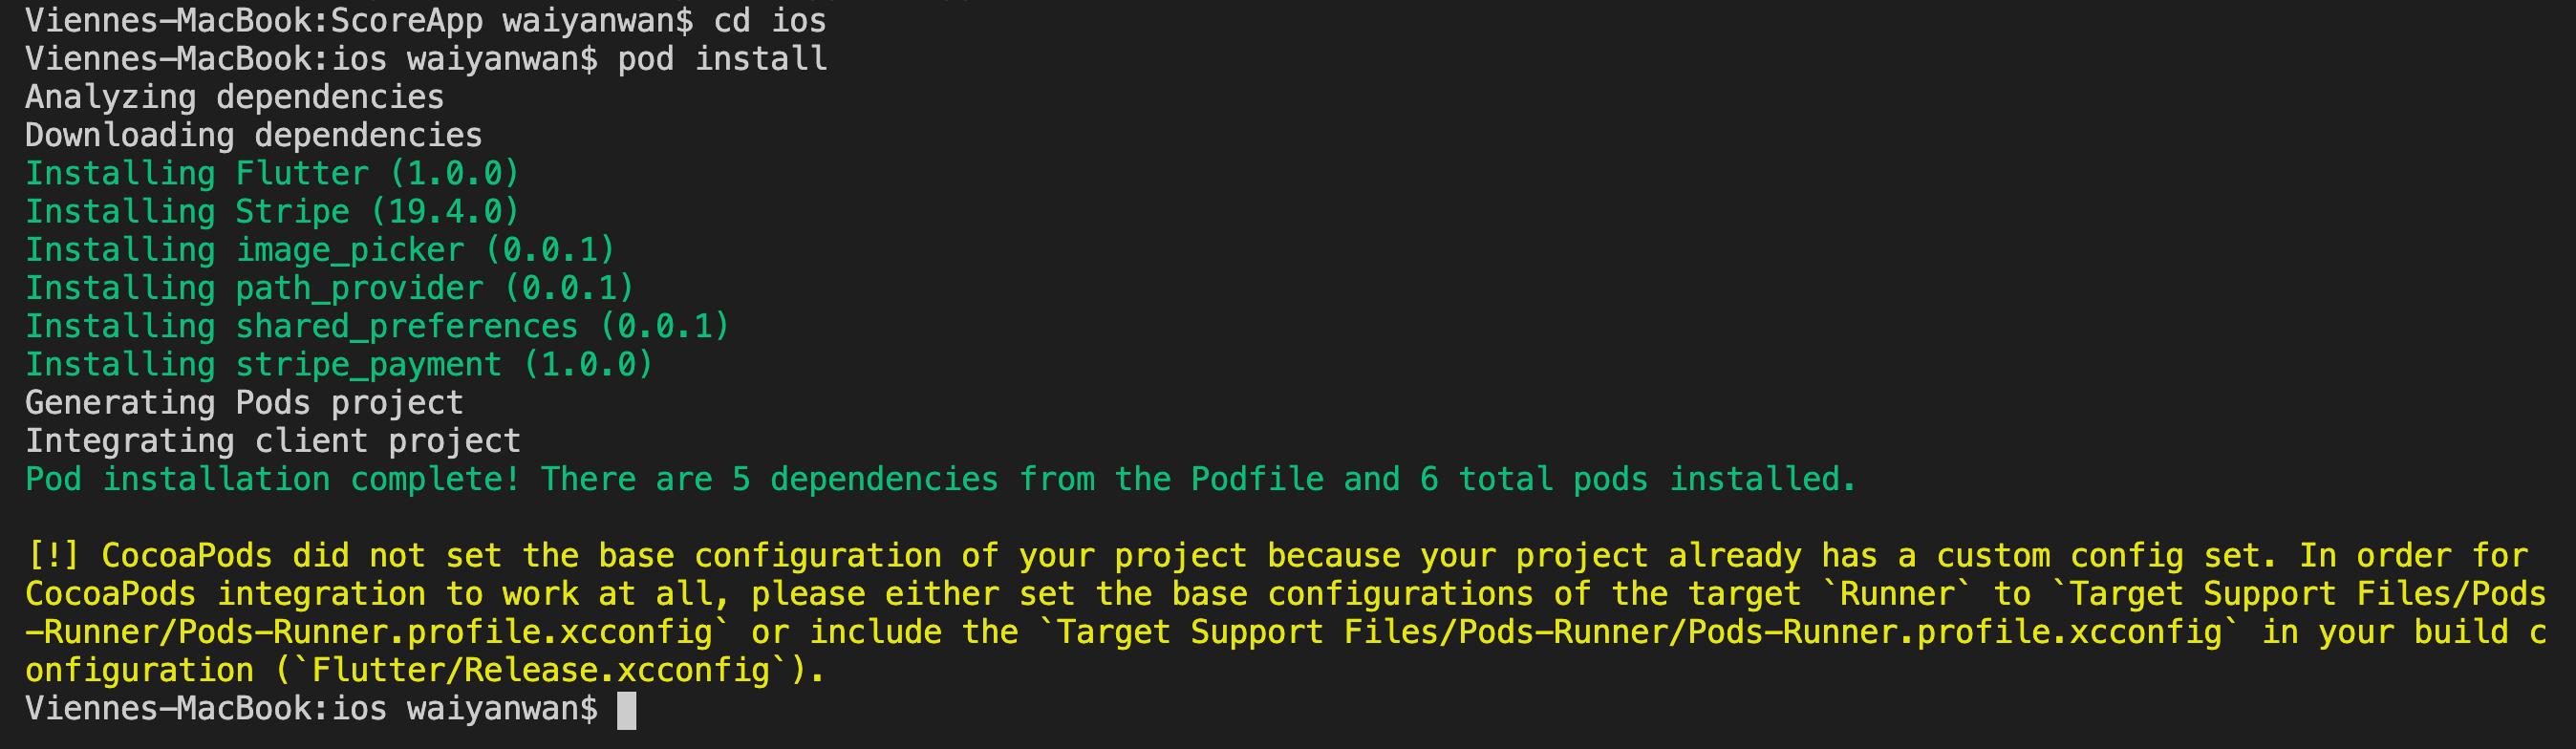 Viennes-MacBook:ScoreApp waiyanwan$ cd ios
Viennes-MacBook:ios waiyanwan$ pod install
Analyzing dependencies
Downloading dependencies
Installing Flutter (1.0.0)
Installing Stripe (19.4.0)
Installing image_picker (0.0.1)
Installing path_provider (0.0.1)
Installing shared_preferences (0.0.1)
Installing stripe_payment (1.0.0)
Generating Pods project
Integrating client project
Pod installation complete! There are 5 dependencies from the Podfile and 6 total pods installed.
[!] CocoaPods did not set the base configuration of your project because your project already has a custom config set. In order for
CocoaPods integration to work at all, please either set the base configurations of the target `Runner` to `Target Support Files/Pods
-Runner/Pods-Runner.profile.xcconfig` or include the `Target Support Files/Pods-Runner/Pods-Runner.profile.xcconfig` in your build c
onfiguration (`Flutter/Release.xcconfig`).
Viennes-MacBook:ios waiyanwan$